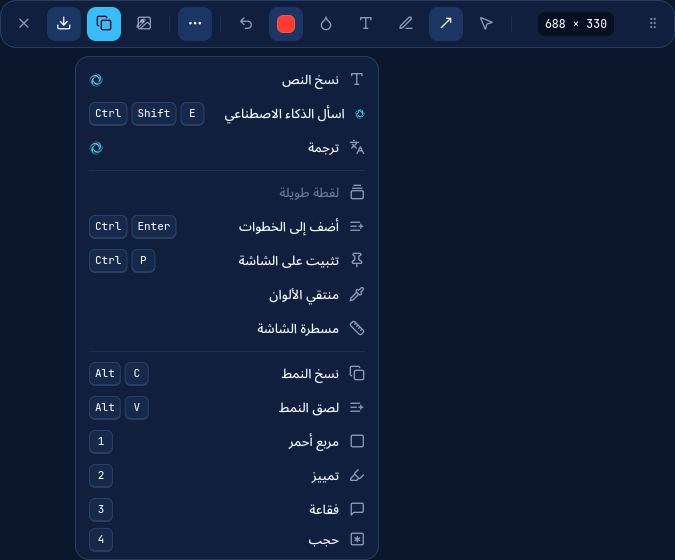 688 × 330
نسخ النص
اسأل الذكاء الاصطناعي Ctrl Shift E
ترجمة
لقطة طويلة
أضف إلى الخطوات Ctrl Enter
تثبيت على الشاشة Ctrl P
منتقي الألوان
مسطرة الشاشة
نسخ النمط Alt C
لصق النمط Alt V
مربع أحمر 1
تمييز 2
فقاعة 3
حجب 4